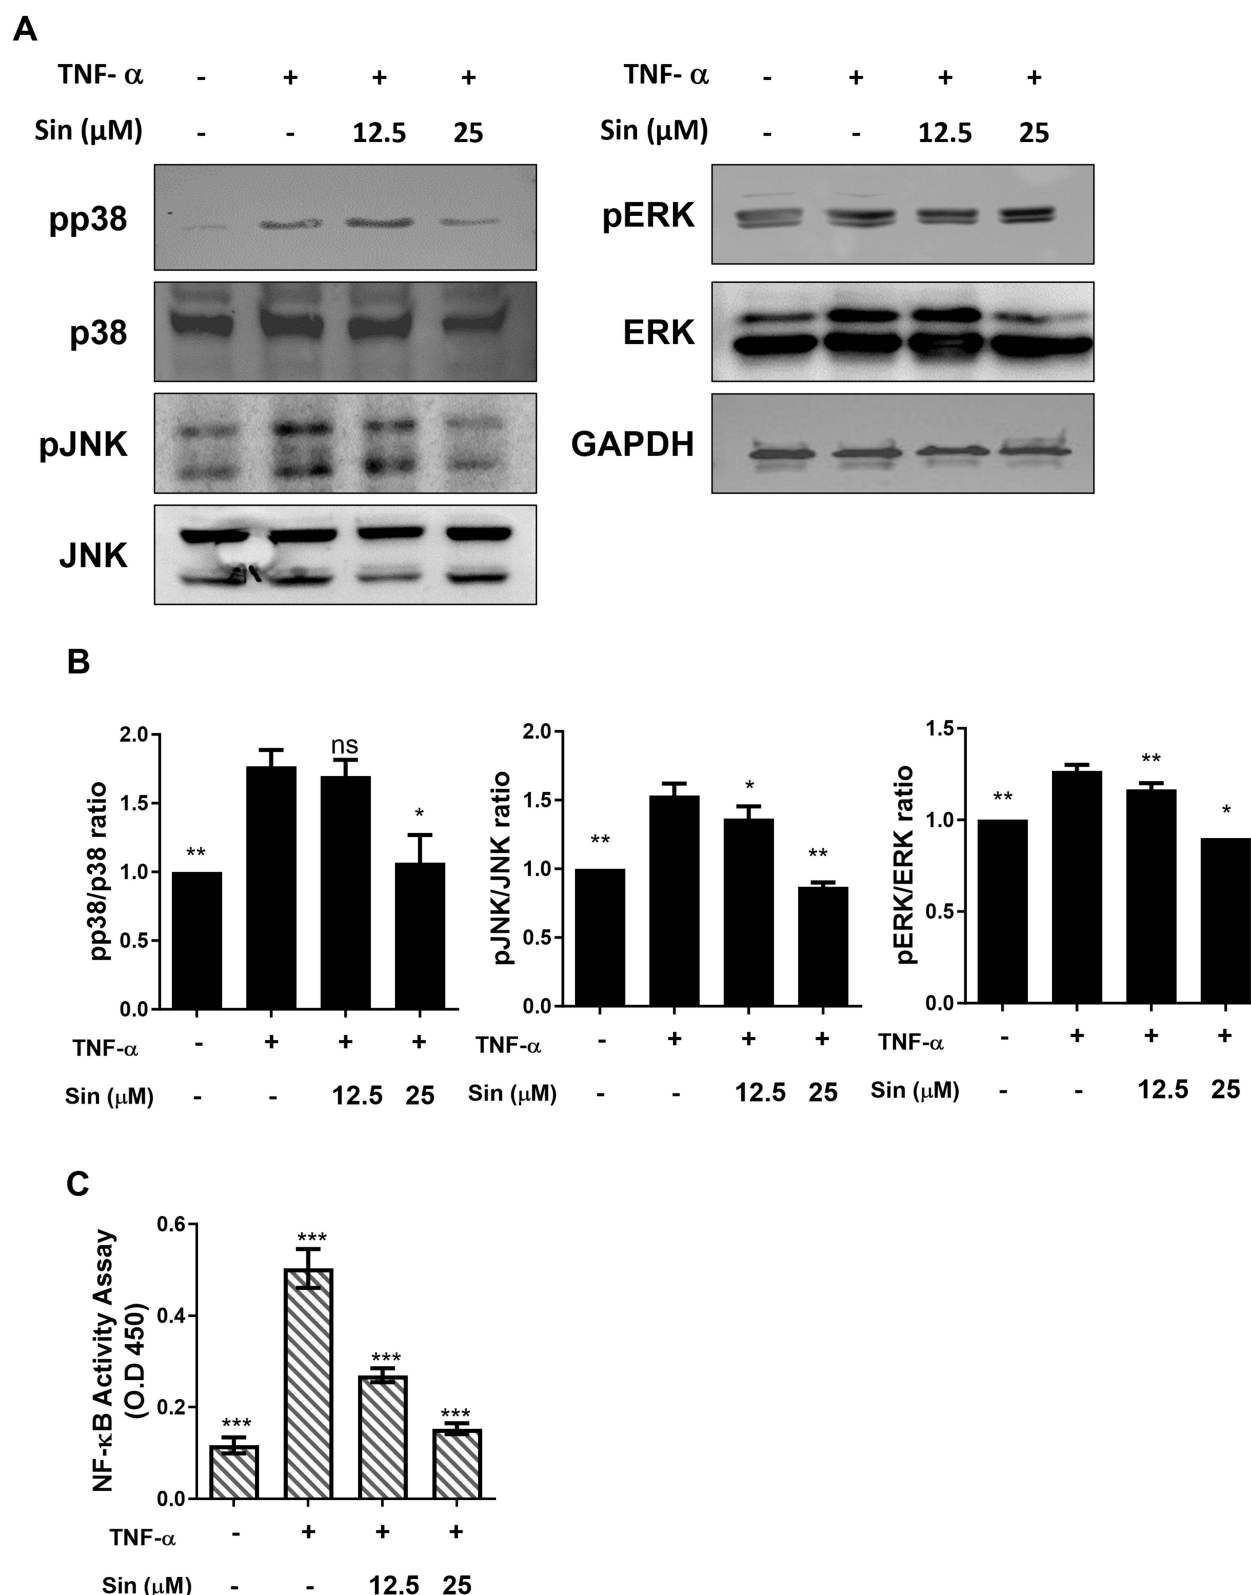 A
TNF- α - + + +
Sin (μM) - - 12.5 25
pp38
p38
pJNK
JNK
TNF- α - + + +
Sin (μM) - - 12.5 25
pERK
ERK
GAPDH
B
pp38/p38 ratio
2.0
1.5
1.0
0.5
0.0
** ns *
TNF-α - + + +
Sin (μM) - - 12.5 25
pJNK/JNK ratio
2.0
1.5
1.0
0.5
0.0
** * **
TNF-α - + + +
Sin (μM) - - 12.5 25
pERK/ERK ratio
1.5
1.0
0.5
0.0
** ** *
TNF-α - + + +
Sin (μM) - - 12.5 25
C
NF-κB Activity Assay
(O.D 450)
0.6
0.4
0.2
0.0
*** *** *** ***
TNF-α - + + +
Sin (μM) - - 12.5 25